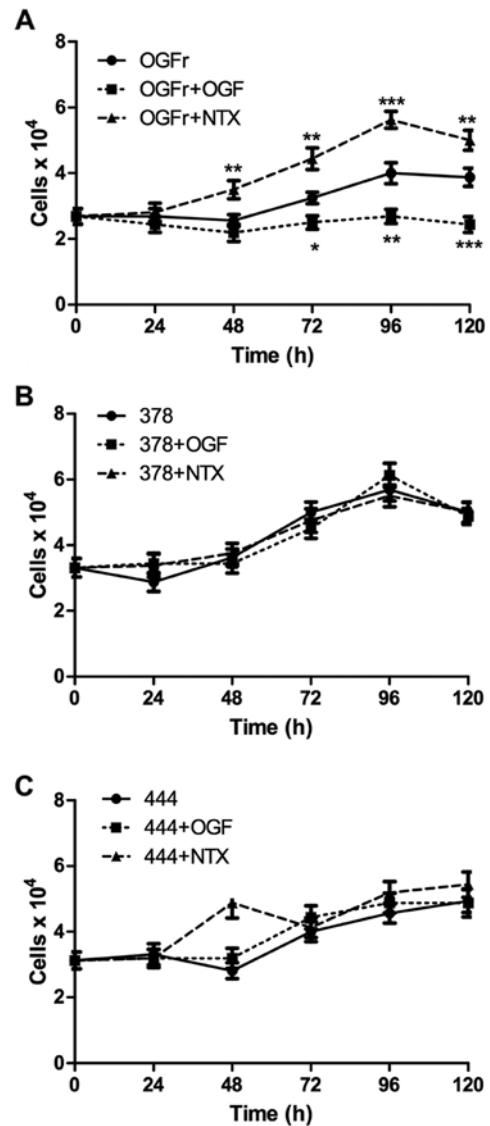 A
OGFr
OGFr+OGF
OGFr+NTX
Cells x 10^4
8
6
4
2
0
** ** *** **
* ** ***
0 24 48 72 96 120
Time (h)
B
378
378+OGF
378+NTX
Cells x 10^4
8
6
4
2
0
0 24 48 72 96 120
Time (h)
C
444
444+OGF
444+NTX
Cells x 10^4
8
6
4
2
0
0 24 48 72 96 120
Time (h)